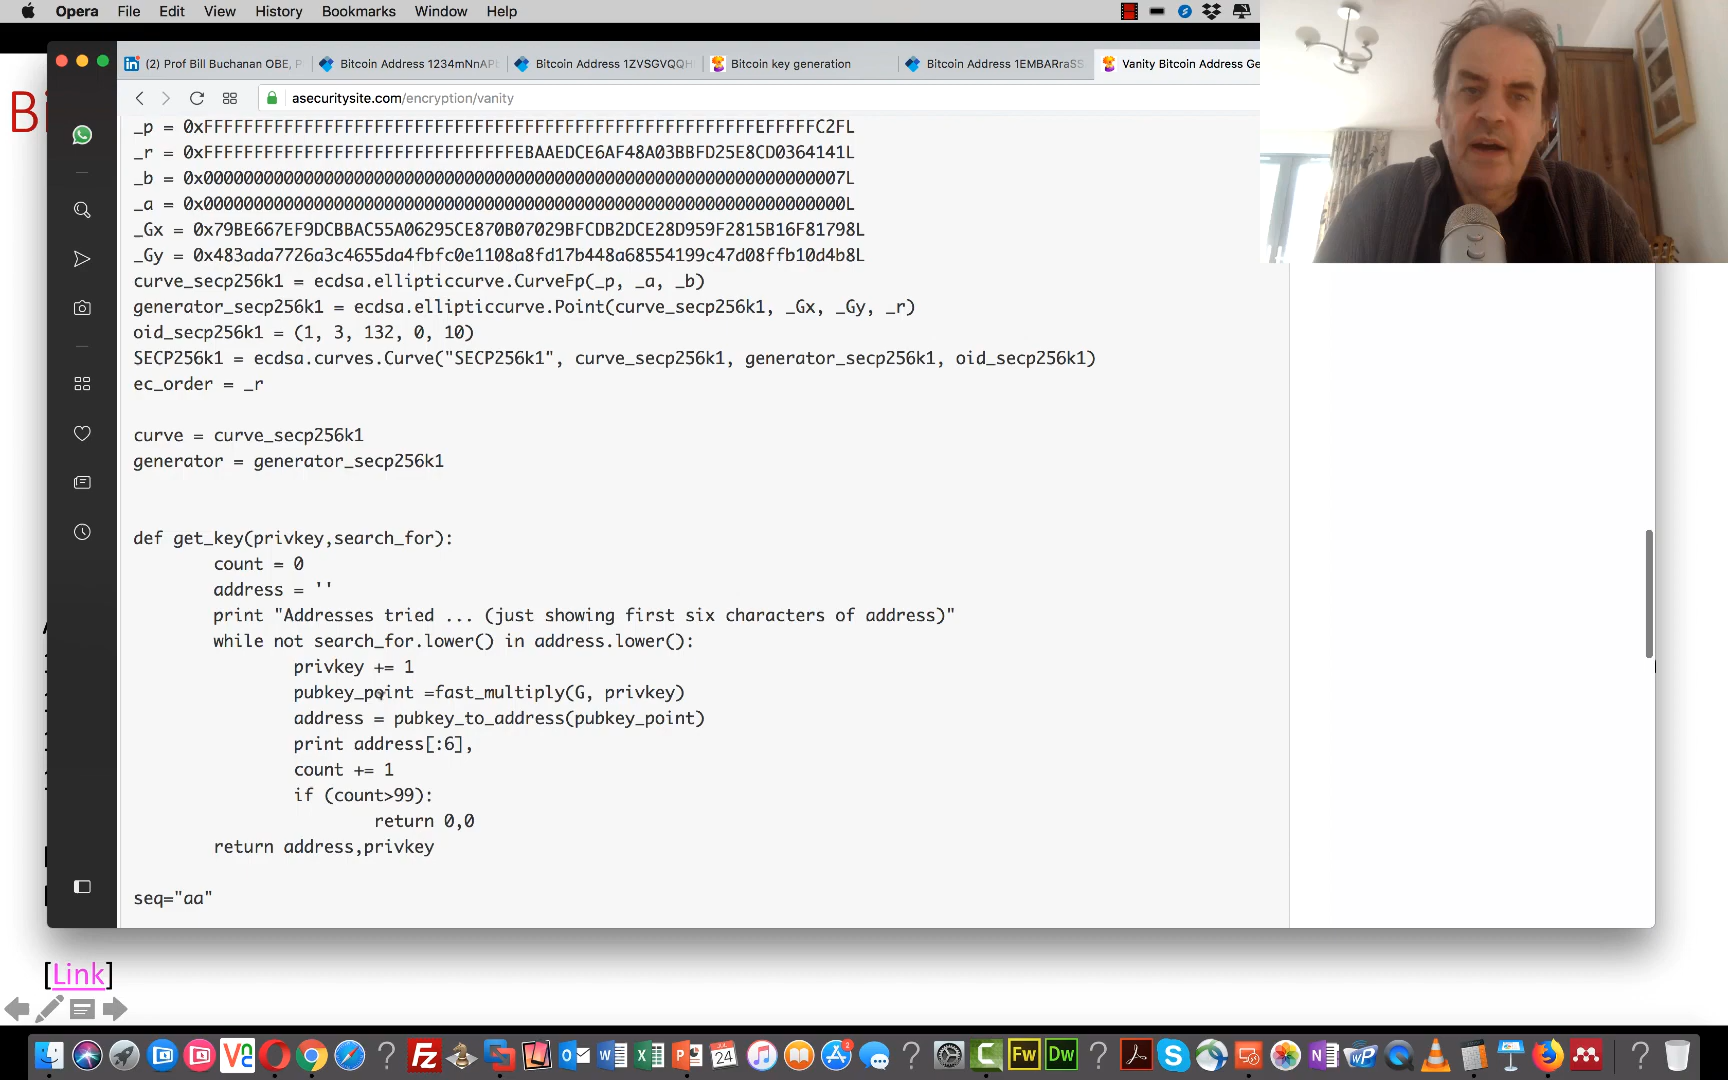 Opera File Edit View History Bookmarks Window Help
(2) Prof Bill Buchanan OBE, P
Bitcoin Address 1234mNnAP
Bitcoin Address 1ZVSGVQQH
Bitcoin key generation
Bitcoin Address 1EMBARraSS
Vanity Bitcoin Address Ge
asecuritysite.com/encryption/vanity
_p = 0xFFFFFFFFFFFFFFFFFFFFFFFFFFFFFFFFFFFFFFFFFFFFFFFFFFFFFFFEFFFFFC2FL
_r = 0xFFFFFFFFFFFFFFFFFFFFFFFFFFFFFFFEBAAEDCE6AF48A03BBFD25E8CD0364141L
_b = 0x0000000000000000000000000000000000000000000000000000000000000007L
_a = 0x0000000000000000000000000000000000000000000000000000000000000000L
_Gx = 0x79BE667EF9DCBBAC55A06295CE870B07029BFCDB2DCE28D959F2815B16F81798L
_Gy = 0x483ada7726a3c4655da4fbfc0e1108a8fd17b448a68554199c47d08ffb10d4b8L
curve_secp256k1 = ecdsa.ellipticcurve.CurveFp(_p, _a, _b)
generator_secp256k1 = ecdsa.ellipticcurve.Point(curve_secp256k1, _Gx, _Gy, _r)
oid_secp256k1 = (1, 3, 132, 0, 10)
SECP256k1 = ecdsa.curves.Curve("SECP256k1", curve_secp256k1, generator_secp256k1, oid_secp256k1)
ec_order = _r
curve = curve_secp256k1
generator = generator_secp256k1
def get_key(privkey,search_for):
count = 0
address = ''
print "Addresses tried ... (just showing first six characters of address)"
while not search_for.lower() in address.lower():
privkey += 1
pubkey_point =fast_multiply(G, privkey)
address = pubkey_to_address(pubkey_point)
print address[:6],
count += 1
if (count>99):
return 0,0
return address,privkey
seq="aa"
[Link]